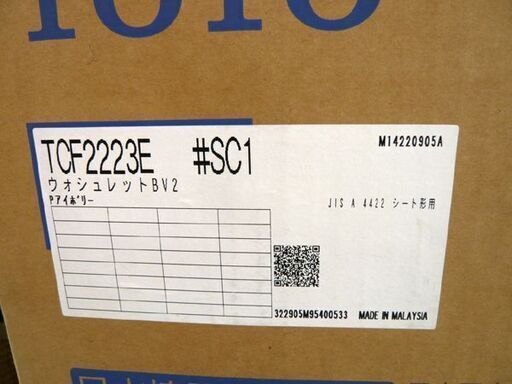 TOTO
M14220905A
TCF2223E #SC1
ウォシュレットBV2
Pアイボリー
JIS A 4422 シート形用
322905M95400533 MADE IN MALAYSIA